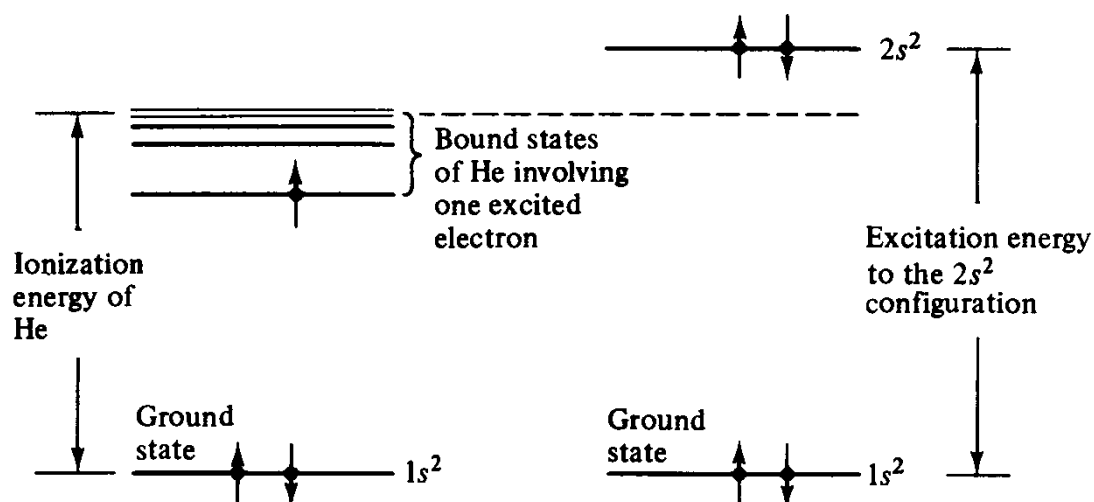 2s²
Bound states
of He involving
one excited
electron
Ionization
energy of
He
Excitation energy
to the 2s²
configuration
Ground
state
1s²
Ground
state
1s²